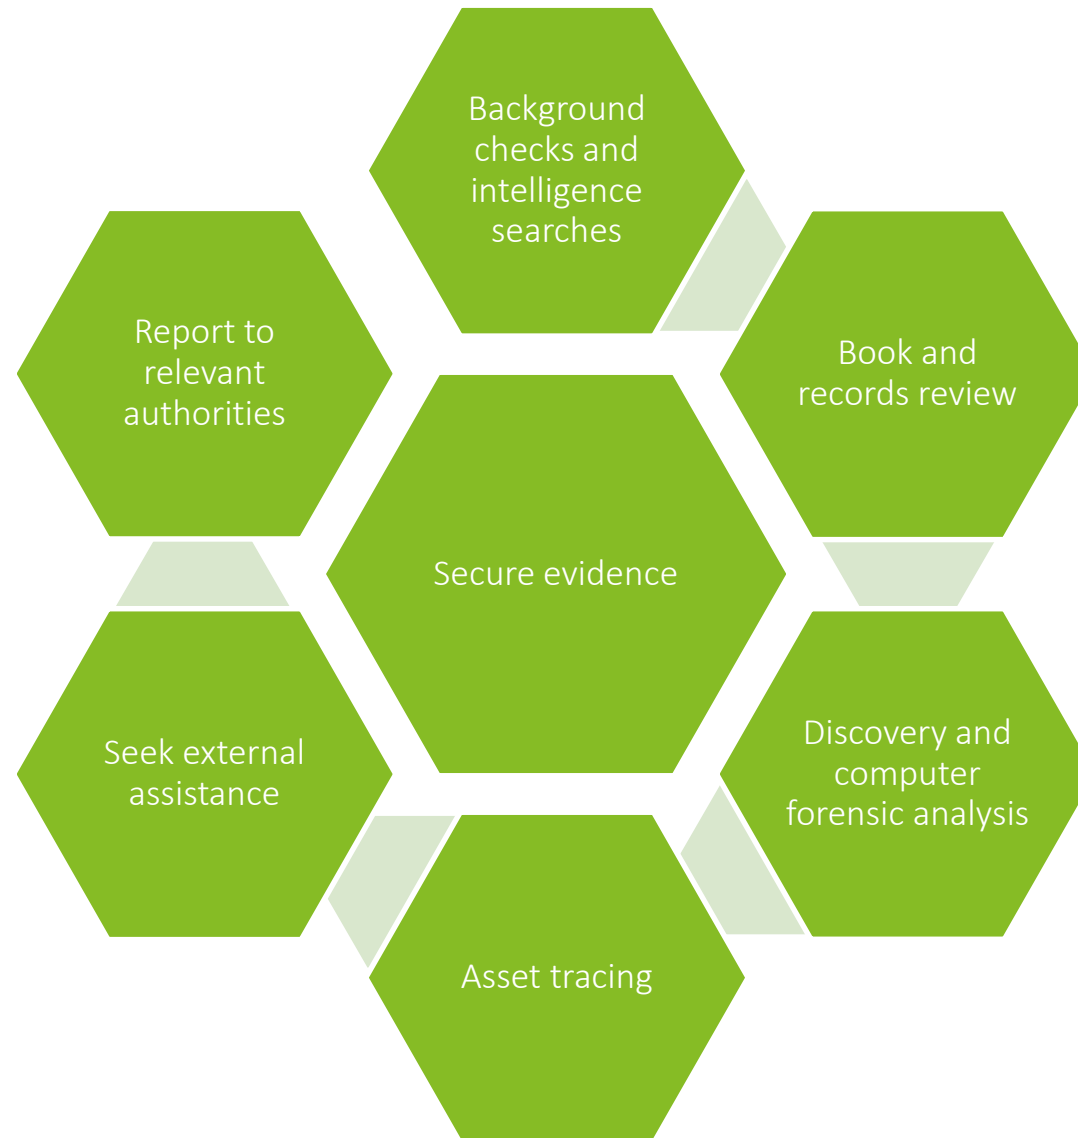 Background
checks and
intelligence
searches
Book and
records review
Discovery and
computer
forensic analysis
Asset tracing
Seek external
assistance
Report to
relevant
authorities
Secure evidence